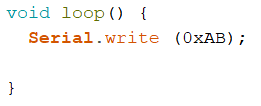 void loop() {
  Serial.write (0xAB);
}